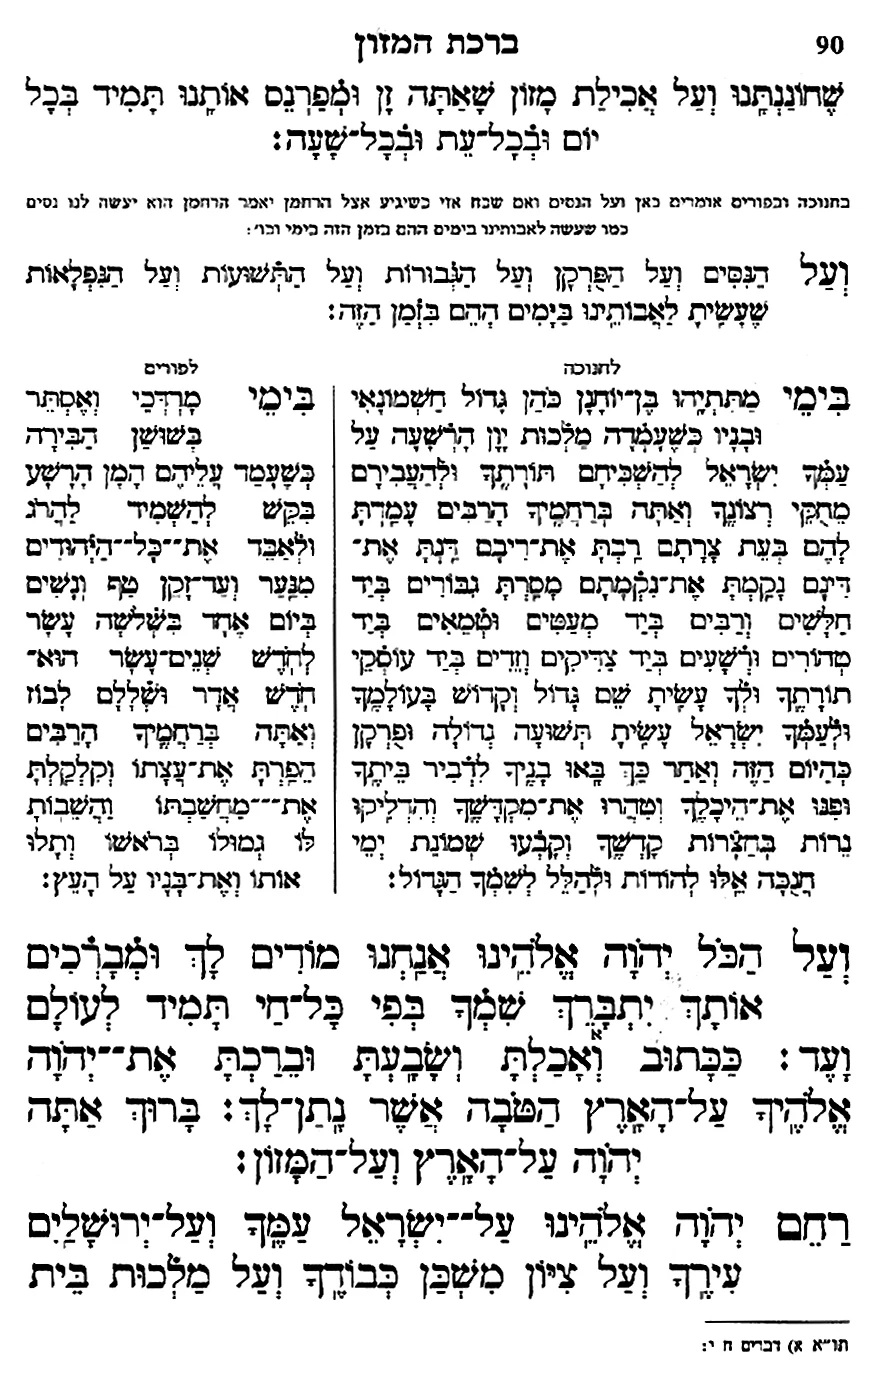 90
ברכת המזון
שֶׁחוֹנַנְתָּֽנוּ וְעַל אֲכִילַת מָזוֹן שָׁאַתָּה זָן וּמְ֒פַרְנֵס אוֹתָֽנוּ תָּמִיד בְּכָל
יוֹם וּבְ֒כָל־עֵת וּבְ֒כָל־שָׁעָה׃
בחנוכה ובפורים אומרים כאן ועל הנסים ואם שכח אזי כשיגיע אצל הרחמן יאמר הרחמן הוא יעשה לנו נסים
כמו שעשה לאבותינו בימים ההם בזמן הזה בימי וכו׳׃
וְעַל הַנִּסִּים וְעַל הַפֻּרְקָן וְעַל הַגְּ֒בוּרוֹת וְעַל הַתְּ֒שׁוּעוֹת וְעַל הַנִּפְלָאוֹת
שֶׁעָשִֽׂיתָ לַאֲבוֹתֵֽינוּ בַּיָּמִים הָהֵם בִּזְּ֒מַן הַזֶּה׃
לחנוכה
בִּימֵי מַתִּתְיָֽהוּ בֶּן־יוֹחָנָן כֹּהֵן גָּדוֹל חַשְׁמוֹנָאִי
וּבָנָיו כְּשֶׁעָמְ֒דָה מַלְכוּת יָוָן הָרְ֒שָׁעָה עַל
עַמְּ֒ךָ יִשְׂרָאֵל לְהַשְׁכִּיחָם תּוֹרָתֶֽךָ וּלְ֒הַעֲבִירָם
מֵחֻקֵּי רְצוֹנֶֽךָ וְאַתָּה בְּרַחֲמֶֽיךָ הָרַבִּים עָמַֽדְתָּ
לָהֶם בְּעֵת צָרָתָם רַֽבְתָּ אֶת־רִיבָם דַּֽנְתָּ אֶת־
דִּינָם נָקַֽמְתָּ אֶת־נִקְמָתָם מָסַֽרְתָּ גִבּוֹרִים בְּיַד
חַלָּשִׁים וְרַבִּים בְּיַד מְעַטִּים וּטְ֒מֵאִים בְּיַד
טְהוֹרִים וּרְ֒שָׁעִים בְּיַד צַדִּיקִים וְזֵדִים בְּיַד עוֹסְ֒קֵי
תוֹרָתֶֽךָ וּלְ֒ךָ עָשִֽׂיתָ שֵׁם גָּדוֹל וְקָדוֹשׁ בָּעוֹלָמֶֽךָ
וּלְ֒עַמְּ֒ךָ יִשְׂרָאֵל עָשִֽׂיתָ תְּשׁוּעָה גְדוֹלָה וּפֻרְקָן
כְּהַיּוֹם הַזֶּה וְאַחַר כַּךְ בָּֽאוּ בָנֶֽיךָ לִדְבִיר בֵּיתֶֽךָ
וּפִנּוּ אֶת־הֵיכָלֶֽךָ וְטִהֲרוּ אֶת־מִקְדָּשֶֽׁךָ וְהִדְלִֽיקוּ
נֵרוֹת בְּחַצְ֒רוֹת קָדְשֶֽׁךָ וְקָבְ֒עוּ שְׁמוֹנַת יְמֵי
חֲנֻכָּה אֵֽלּוּ לְהוֹדוֹת וּלְ֒הַלֵּל לְשִׁמְ֒ךָ הַגָּדוֹל׃
לפורים
בִּימֵי מָרְדְּ֒כַי וְאֶסְתֵּר
בְּשׁוּשַׁן הַבִּירָה
כְּשֶׁעָמַד עֲלֵיהֶם הָמָן הָרָשָׁע
בִּקֵּשׁ לְהַשְׁמִיד לַהֲרֹג
וּלְ֒אַבֵּד אֶת־־כָּל־־הַיְּ֒הוּדִים
מִנַּֽעַר וְעַד־זָקֵן טַף וְנָשִׁים
בְּיוֹם אֶחָד בִּשְׁלֹשָׁה עָשָׂר
לְחֹֽדֶשׁ שְׁנֵים־עָשָׂר הוּא־
חֹֽדֶשׁ אֲדָר וּשְׁ֒לָלָם לָבוֹז
וְאַתָּה בְּרַחֲמֶֽיךָ הָרַבִּים
הֵפַֽרְתָּ אֶת־עֲצָתוֹ וְקִלְקַֽלְתָּ
אֶת־־־מַחֲשַׁבְתּוֹ וַהֲשֵׁבֽוֹתָ
לּוֹ גְמוּלוֹ בְּרֹאשׁוֹ וְתָלוּ
אוֹתוֹ וְאֶת־בָּנָיו עַל הָעֵץ׃
וְעַל הַכֹּל יְהֹוָה אֱלֹהֵֽינוּ אֲנַֽחְנוּ מוֹדִים לָךְ וּמְ֒בָרְ֒כִים
אוֹתָךְ יִתְבָּרֵךְ שִׁמְ֒ךָ בְּפִי כָּל־חַי תָּמִיד לְעוֹלָם
וָעֶד׃ כַּכָּתוּב א וְאָכַלְתָּ וְשָׂבָֽעְתָּ וּבֵרַכְתָּ אֶת־־יְהֹוָה
אֱלֹהֶֽיךָ עַל־הָאָֽרֶץ הַטֹּבָה אֲשֶׁר נָֽתַן־לָךְ׃ בָּרוּךְ אַתָּה
יְהֹוָה עַל־הָאָֽרֶץ וְעַל־הַמָּזוֹן׃
רַחֵם יְהֹוָה אֱלֹהֵֽינוּ עַל־־יִשְׂרָאֵל עַמֶּֽךָ וְעַל־יְרוּשָׁלַֽיִם
עִירֶֽךָ וְעַל צִיּוֹן מִשְׁכַּן כְּבוֹדֶֽךָ וְעַל מַלְכוּת בֵּית
תו״א א) דברים ח י׃